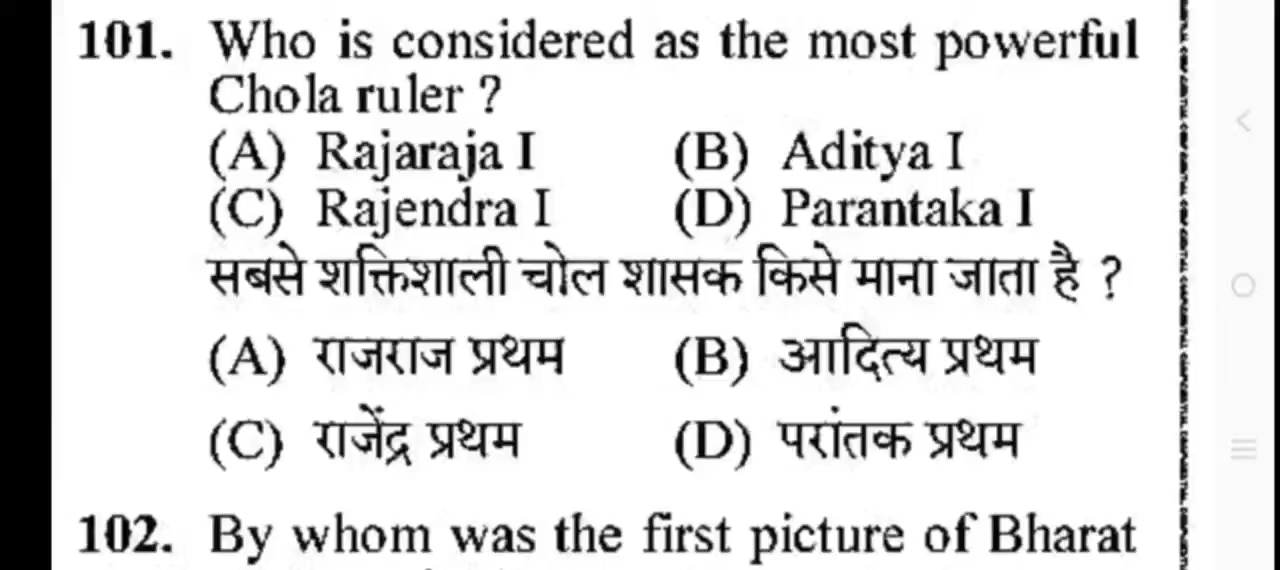 101. Who is considered as the most powerful
Chola ruler ?
(A) Rajaraja I (B) Aditya I
(C) Rajendra I (D) Parantaka I
सबसे शक्तिशाली चोल शासक किसे माना जाता है ?
(A) राजराज प्रथम (B) आदित्य प्रथम
(C) राजेंद्र प्रथम (D) परांतक प्रथम
102. By whom was the first picture of Bharat